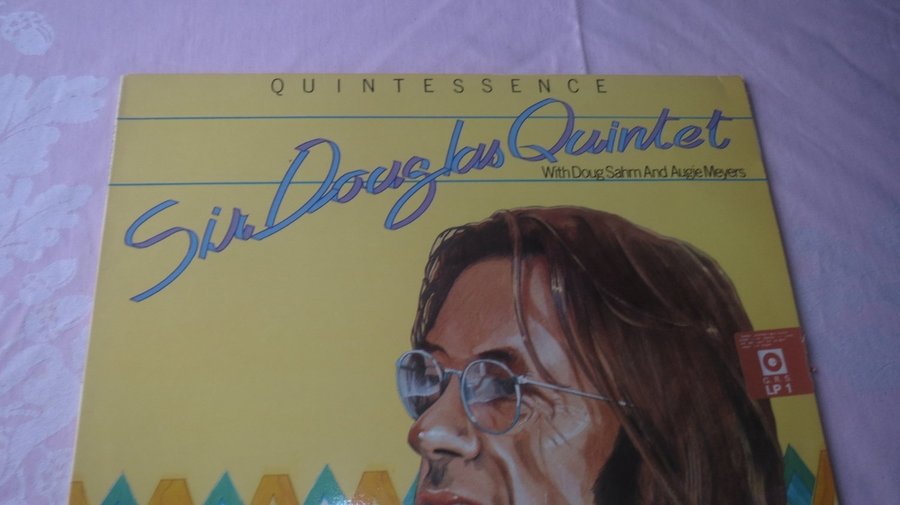 QUINTESSENCE
Sir Douglas Quintet
With Doug Sahm And Augie Meyers
G.R.S.
LP 1